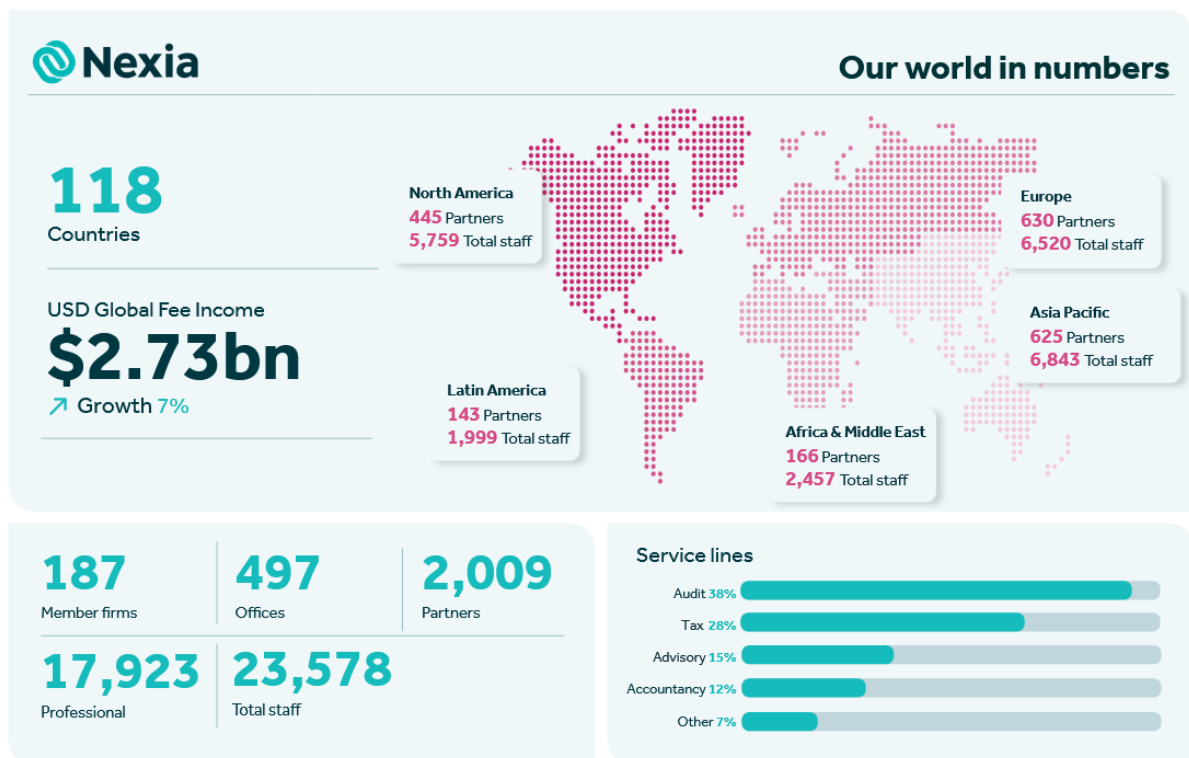 Nexia
Our world in numbers
118
Countries
USD Global Fee Income
$2.73bn
Growth 7%
North America
445 Partners
5,759 Total staff
Europe
630 Partners
6,520 Total staff
Asia Pacific
625 Partners
6,843 Total staff
Latin America
143 Partners
1,999 Total staff
Africa & Middle East
166 Partners
2,457 Total staff
187
Member firms
497
Offices
2,009
Partners
17,923
Professional
23,578
Total staff
Service lines
Audit 38%
Tax 28%
Advisory 15%
Accountancy 12%
Other 7%